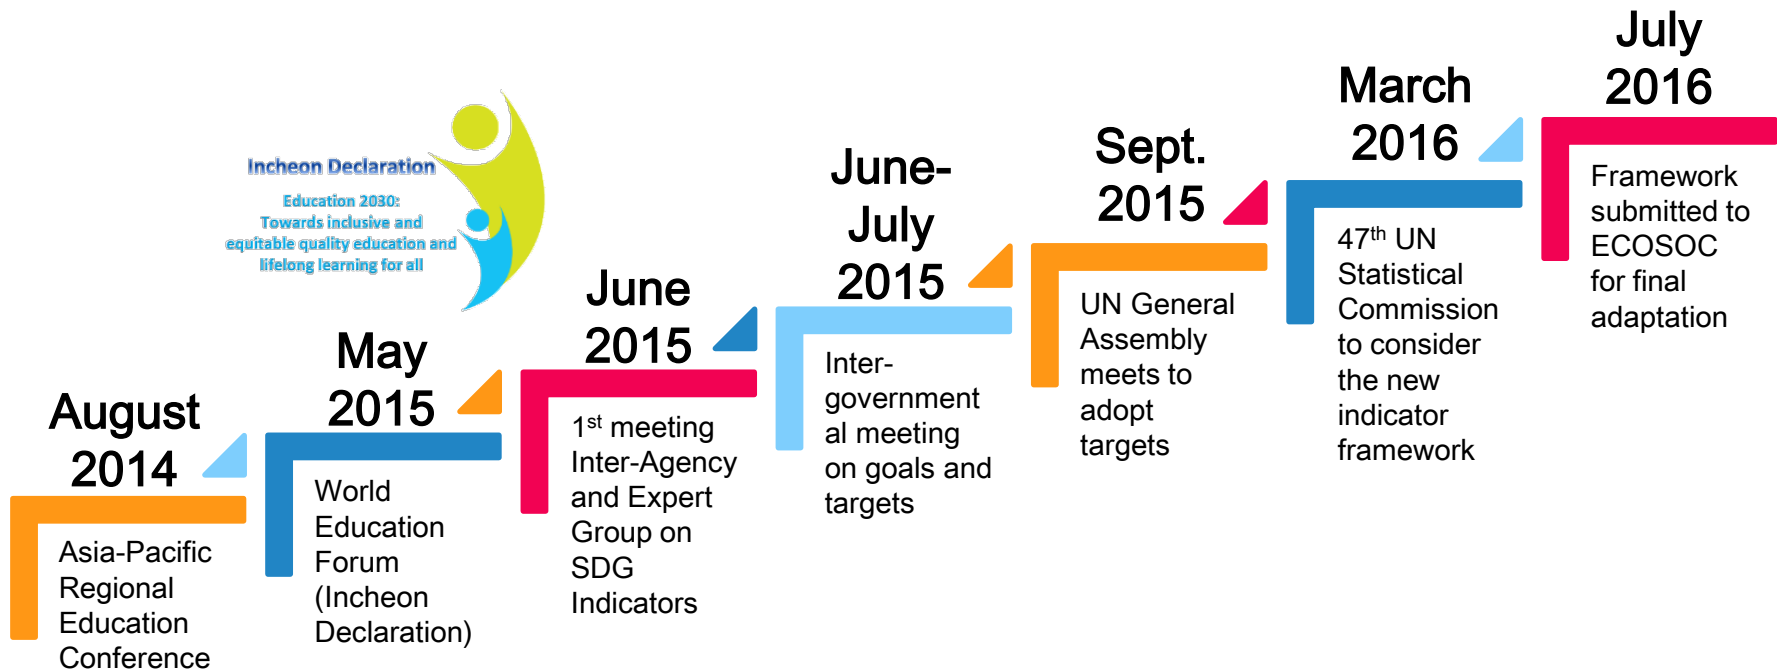 Incheon Declaration
Education 2030:
Towards inclusive and
equitable quality education and
lifelong learning for all
August
2014
Asia-Pacific
Regional
Education
Conference
May
2015
World
Education
Forum
(Incheon
Declaration)
June
2015
1st meeting
Inter-Agency
and Expert
Group on
SDG
Indicators
June-
July
2015
Inter-
government
al meeting
on goals and
targets
Sept.
2015
UN General
Assembly
meets to
adopt
targets
March
2016
47th UN
Statistical
Commission
to consider
the new
indicator
framework
July
2016
Framework
submitted to
ECOSOC
for final
adaptation